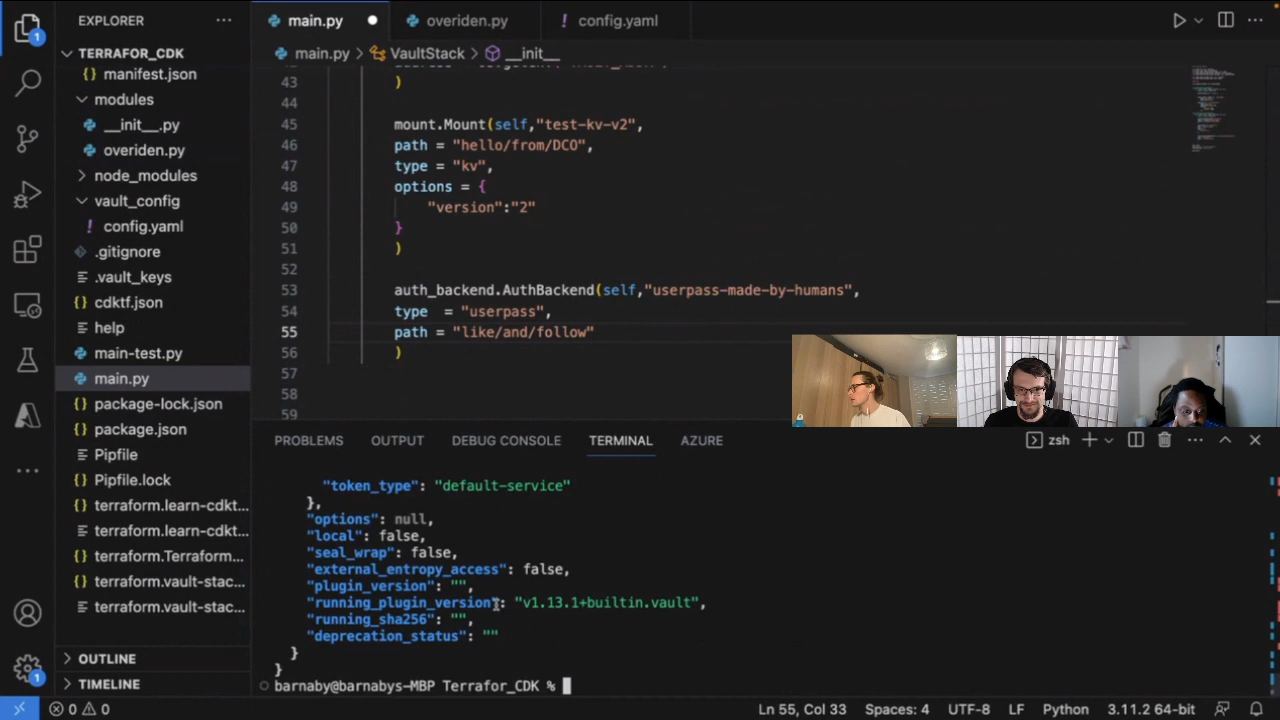 EXPLORER
main.py
overiden.py
config.yaml
TERRAFOR_CDK
manifest.json
modules
__init__.py
overiden.py
node_modules
vault_config
config.yaml
.gitignore
.vault_keys
cdktf.json
help
main-test.py
main.py
package-lock.json
package.json
Pipfile
Pipfile.lock
terraform.learn-cdkt...
terraform.learn-cdkt...
terraform.Terraform...
terraform.vault-stac...
terraform.vault-stac...
OUTLINE
TIMELINE
main.py > VaultStack > __init__
43 )
44
45 mount.Mount(self,"test-kv-v2",
46 path = "hello/from/DCO",
47 type = "kv",
48 options = {
49 "version":"2"
50 }
51 )
52
53 auth_backend.AuthBackend(self,"userpass-made-by-humans",
54 type  = "userpass",
55 path = "like/and/follow"
56 )
57
58
59
PROBLEMS OUTPUT DEBUG CONSOLE TERMINAL AZURE
zsh
"token_type": "default-service"
},
"options": null,
"local": false,
"seal_wrap": false,
"external_entropy_access": false,
"plugin_version": "",
"running_plugin_version": "v1.13.1+builtin.vault",
"running_sha256": "",
"deprecation_status": ""
}
}
barnaby@barnabys-MBP Terrafor_CDK %
1
1
0 0
Ln 55, Col 33 Spaces: 4 UTF-8 LF Python 3.11.2 64-bit